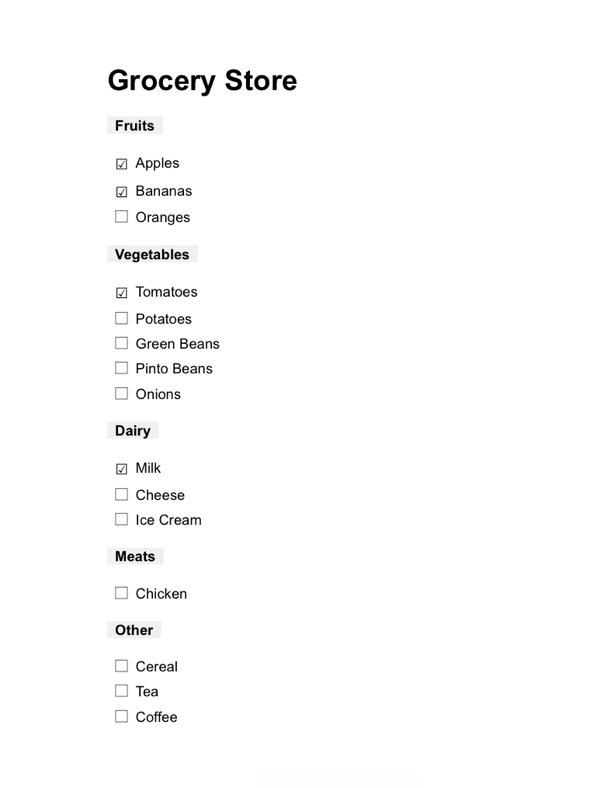 Grocery Store
Fruits
☑ Apples
☑ Bananas
☐ Oranges
Vegetables
☑ Tomatoes
☐ Potatoes
☐ Green Beans
☐ Pinto Beans
☐ Onions
Dairy
☑ Milk
☐ Cheese
☐ Ice Cream
Meats
☐ Chicken
Other
☐ Cereal
☐ Tea
☐ Coffee